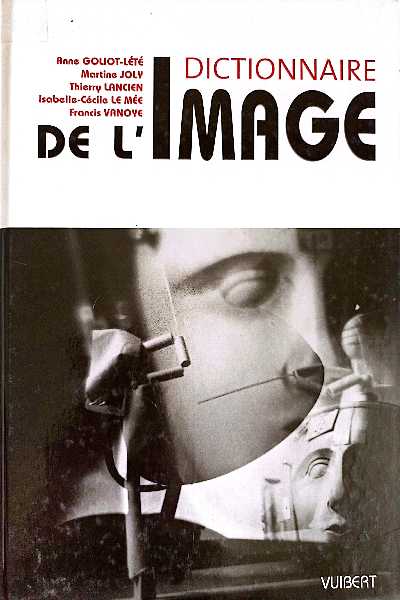 Anne GOLIOT-LÉTÉ
Martine JOLY
Thierry LANCIEN
Isabelle-Cécile LE MÉE
Francis VANOYE
DICTIONNAIRE
DE L'IMAGE
VUIBERT